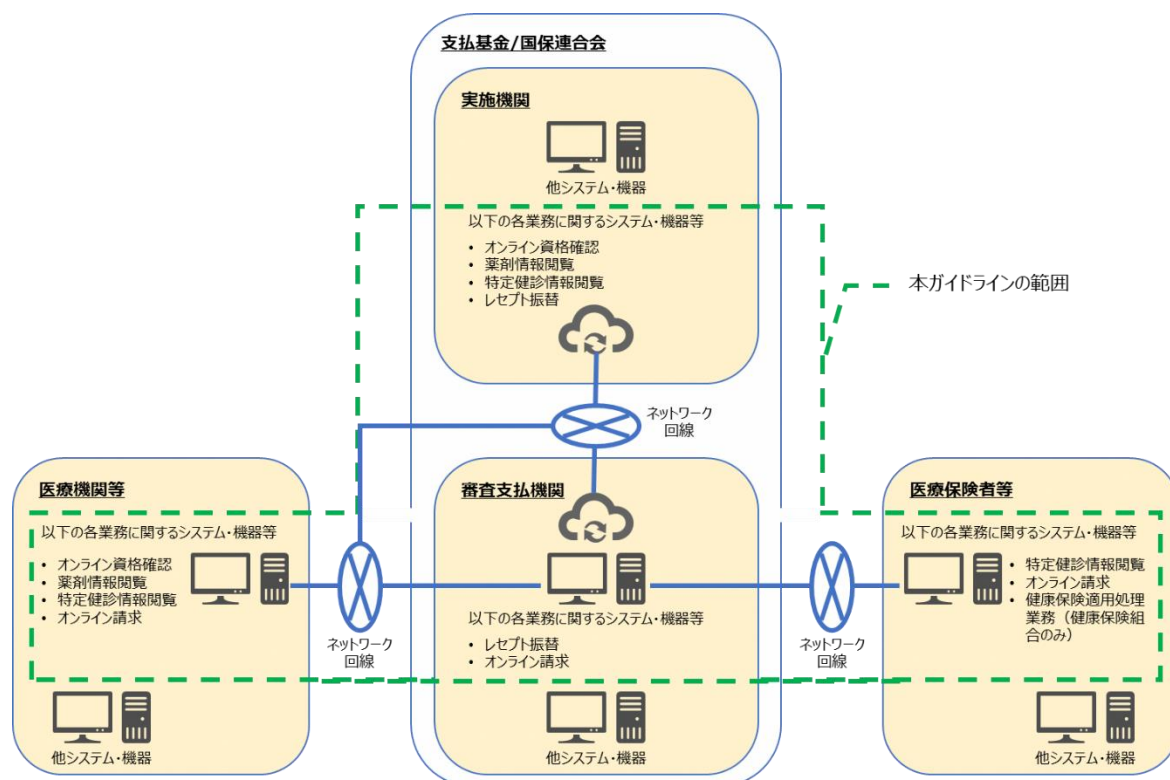 支払基金/国保連合会
実施機関
他システム・機器
以下の各業務に関するシステム・機器等
• オンライン資格確認
• 薬剤情報閲覧
• 特定健診情報閲覧
• レセプト振替
本ガイドラインの範囲
ネットワーク
回線
医療機関等
以下の各業務に関するシステム・機器等
• オンライン資格確認
• 薬剤情報閲覧
• 特定健診情報閲覧
• オンライン請求
ネットワーク
回線
他システム・機器
審査支払機関
以下の各業務に関するシステム・機器等
• レセプト振替
• オンライン請求
他システム・機器
ネットワーク
回線
医療保険者等
以下の各業務に関するシステム・機器等
• 特定健診情報閲覧
• オンライン請求
• 健康保険適用処理
業務（健康保険組
合のみ）
他システム・機器